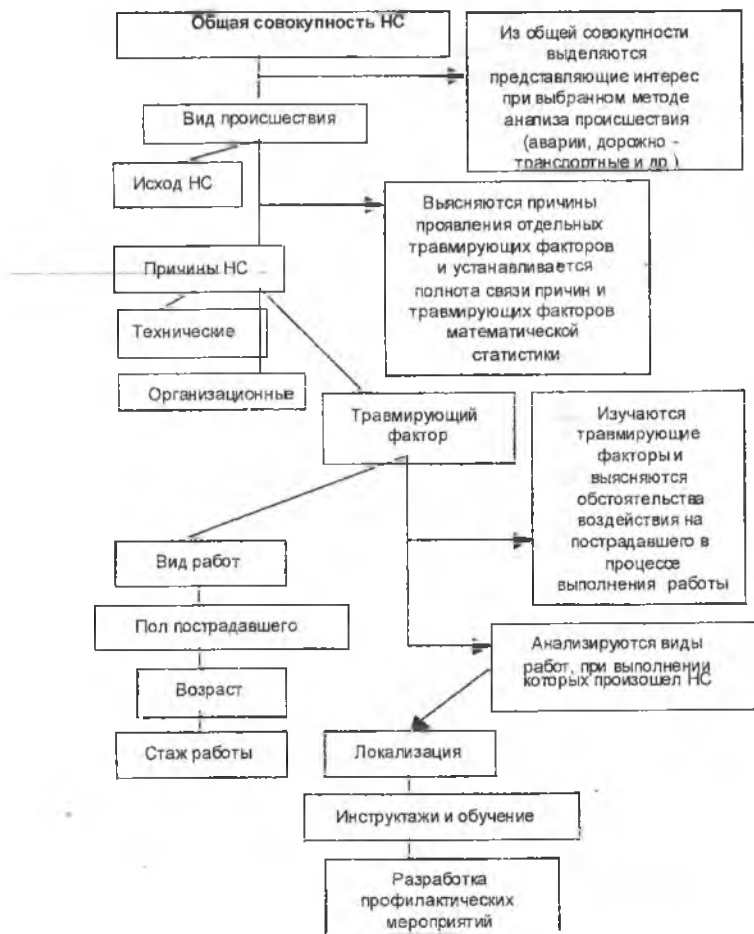 Общая совокупность НС
Из общей совокупности
выделяются
представляющие интерес
при выбранном методе
анализа происшествия
(аварии, дорожно -
транспортные и др.)
Вид происшествия
Исход НС
Выясняются причины
проявления отдельных
травмирующих факторов
и устанавливается
полнота связи причин и
травмирующих факторов
математической
статистики
Причины НС
Технические
Организационные
Травмирующий
фактор
Изучаются
травмирующие
факторы и
выясняются
обстоятельства
воздействия на
пострадавшего в
процессе
выполнения работы
Вид работ
Пол пострадавшего
Возраст
Стаж работы
Анализируются виды
работ, при выполнении
которых произошел НС
Локализация
Инструктажи и обучение
Разработка
профилактических
мероприятий